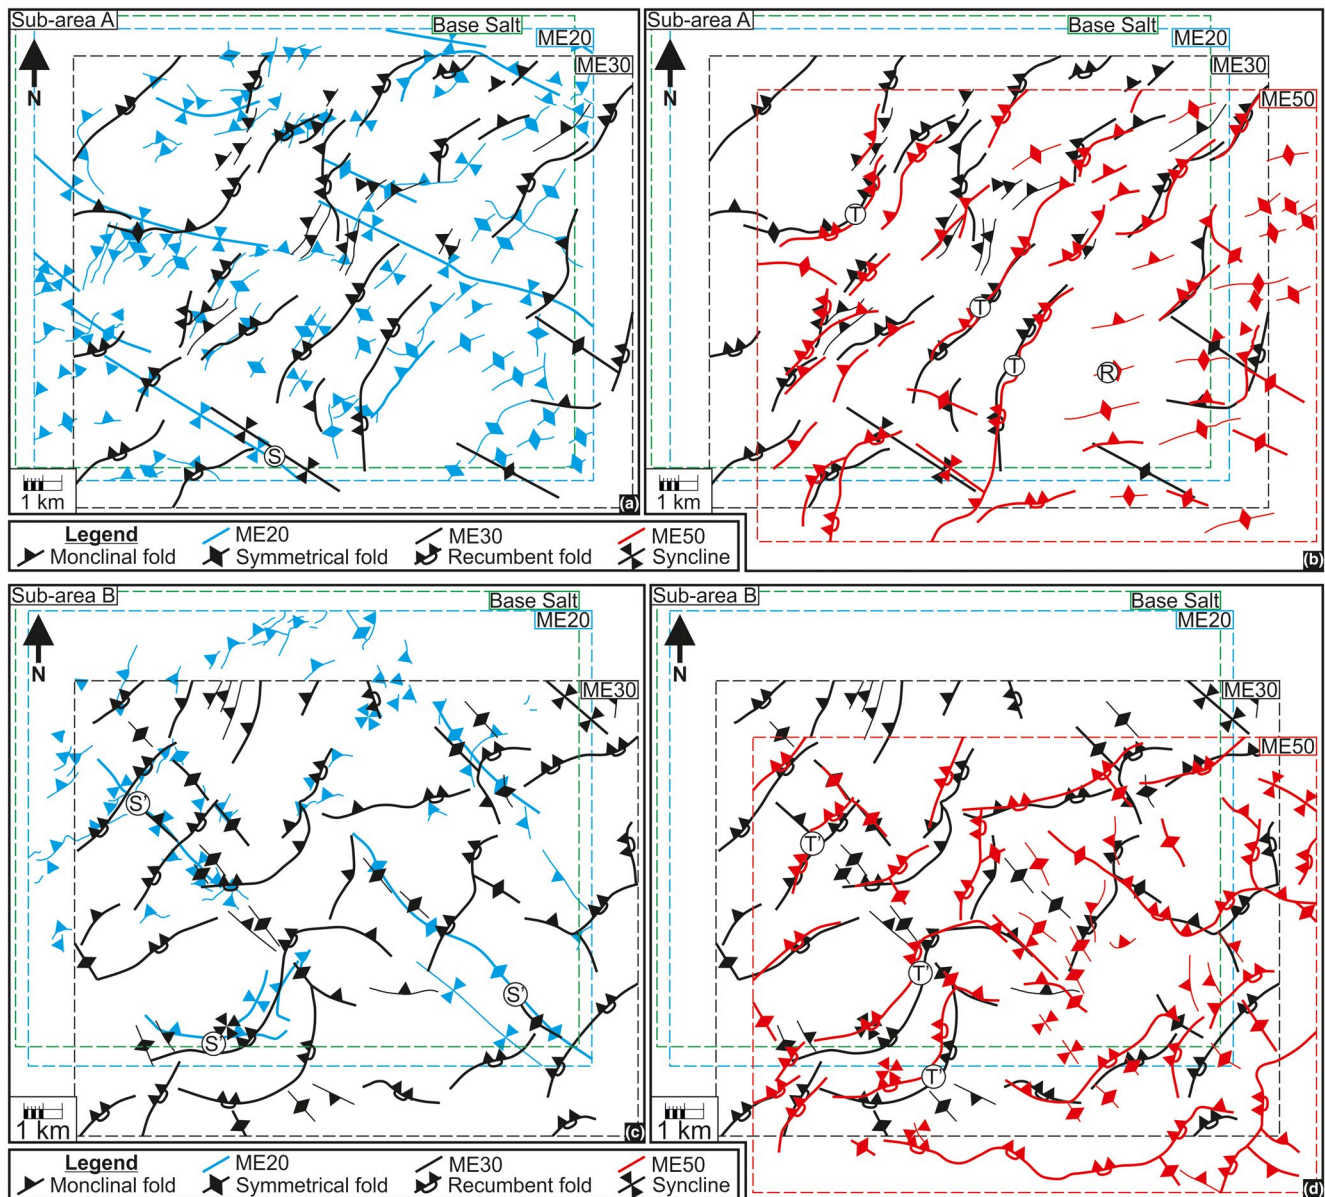 Sub-area A
Base Salt
ME20
ME30
N
S
1 km
(a)
Sub-area A
Base Salt
ME20
ME30
ME50
N
T
T
T
R
1 km
(b)
Legend
ME20
ME30
ME50
Monclinal fold
Symmetrical fold
Recumbent fold
Syncline
Sub-area B
Base Salt
ME20
ME30
N
S'
S'
S'
1 km
(c)
Sub-area B
Base Salt
ME20
ME30
ME50
N
T'
T'
T'
1 km
(d)
Legend
ME20
ME30
ME50
Monclinal fold
Symmetrical fold
Recumbent fold
Syncline